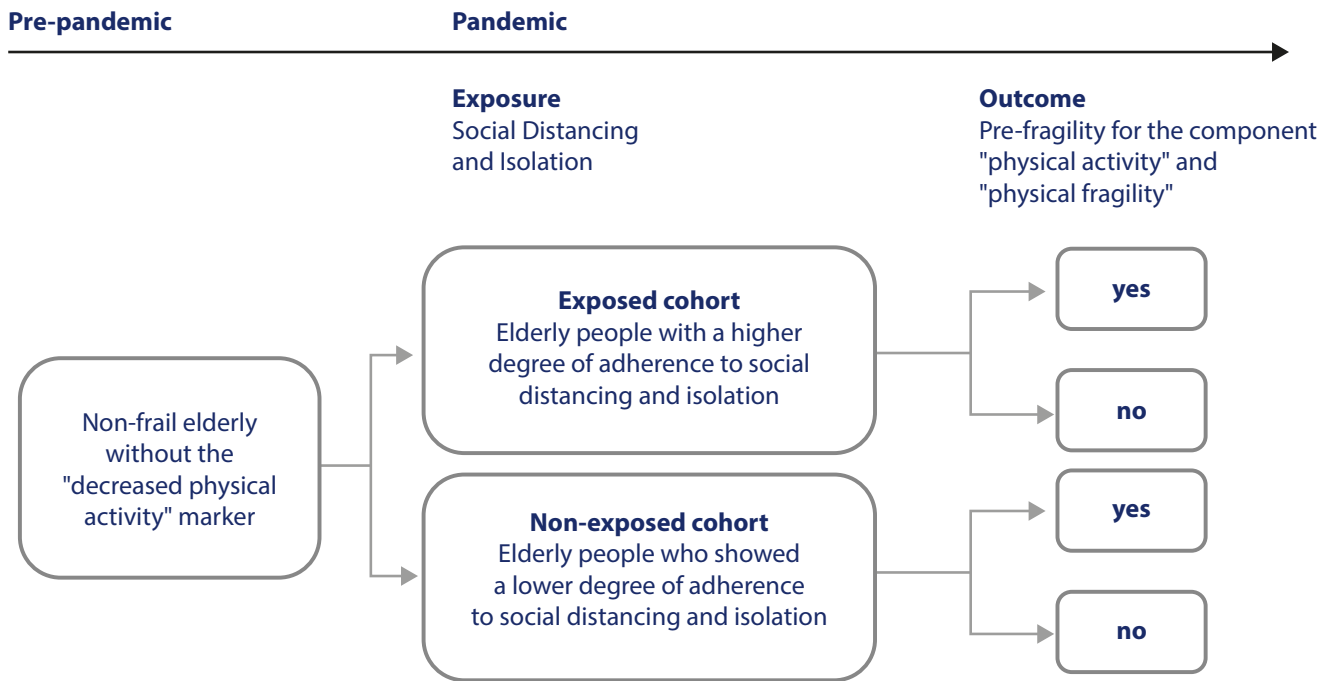 Pre-pandemic
Pandemic
Exposure
Social Distancing
and Isolation
Outcome
Pre-fragility for the component
"physical activity" and
"physical fragility"
Non-frail elderly
without the
"decreased physical
activity" marker
Exposed cohort
Elderly people with a higher
degree of adherence to social
distancing and isolation
yes
no
Non-exposed cohort
Elderly people who showed
a lower degree of adherence
to social distancing and isolation
yes
no